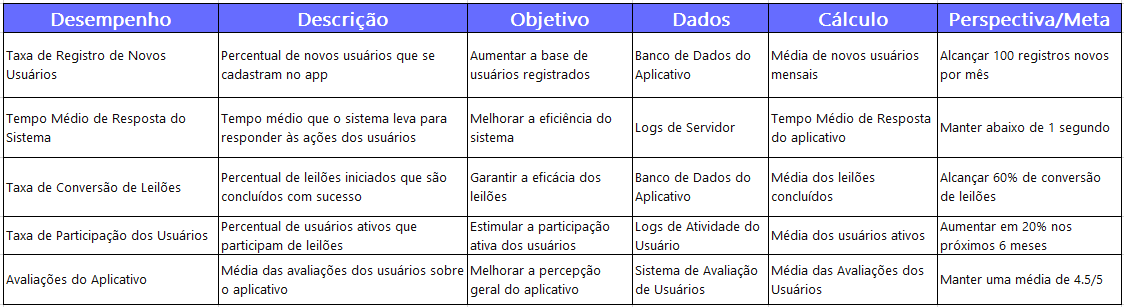 Desempenho
Descrição
Objetivo
Dados
Cálculo
Perspectiva/Meta
Taxa de Registro de Novos
Usuários
Percentual de novos usuários que se
cadastram no app
Aumentar a base de
usuários registrados
Banco de Dados do
Aplicativo
Média de novos usuários
mensais
Alcançar 100 registros novos
por mês
Tempo Médio de Resposta do
Sistema
Tempo médio que o sistema leva para
responder às ações dos usuários
Melhorar a eficiência do
sistema
Logs de Servidor
Tempo Médio de Resposta
do aplicativo
Manter abaixo de 1 segundo
Taxa de Conversão de Leilões
Percentual de leilões iniciados que são
concluídos com sucesso
Garantir a eficácia dos
leilões
Banco de Dados do
Aplicativo
Média dos leilões
concluídos
Alcançar 60% de conversão
de leilões
Taxa de Participação dos Usuários
Percentual de usuários ativos que
participam de leilões
Estimular a participação
ativa dos usuários
Logs de Atividade do
Usuário
Média dos usuários ativos
Aumentar em 20% nos
próximos 6 meses
Avaliações do Aplicativo
Média das avaliações dos usuários sobre
o aplicativo
Melhorar a percepção
geral do aplicativo
Sistema de Avaliação
de Usuários
Média das Avaliações dos
Usuários
Manter uma média de 4.5/5